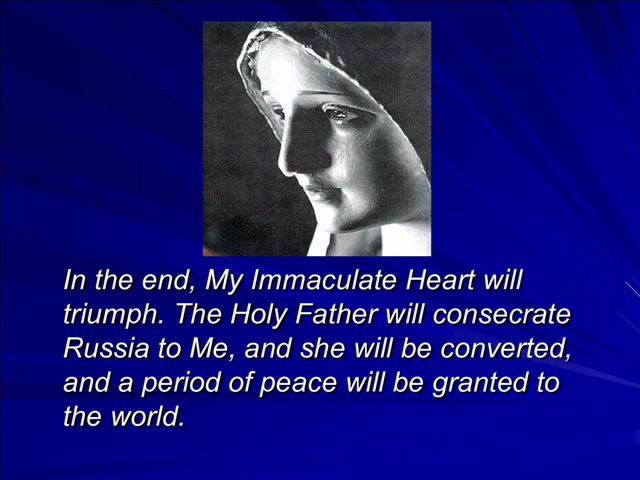 In the end, My Immaculate Heart will
triumph. The Holy Father will consecrate
Russia to Me, and she will be converted,
and a period of peace will be granted to
the world.